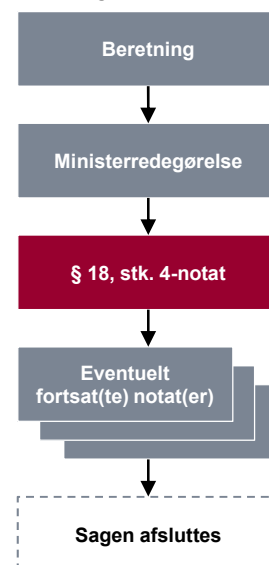 Beretning
Ministerredegørelse
§ 18, stk. 4-notat
Eventuelt
fortsat(te) notat(er)
Sagen afsluttes